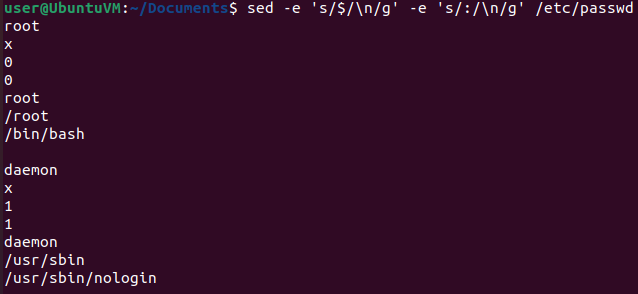 user@UbuntuVM:~/Documents$ sed -e 's/$/\n/g' -e 's/:/\n/g' /etc/passwd
root
x
0
0
root
/root
/bin/bash

daemon
x
1
1
daemon
/usr/sbin
/usr/sbin/nologin